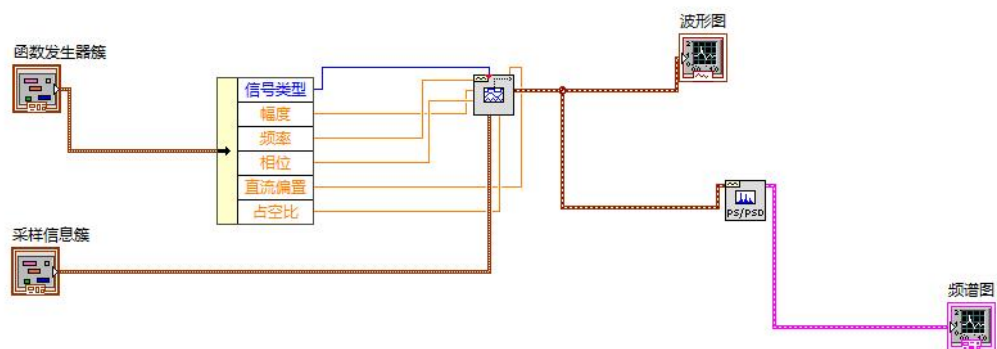 波形图
函数发生器簇
信号类型
幅度
频率
相位
直流偏置
占空比
PS/PSD
采样信息簇
频谱图